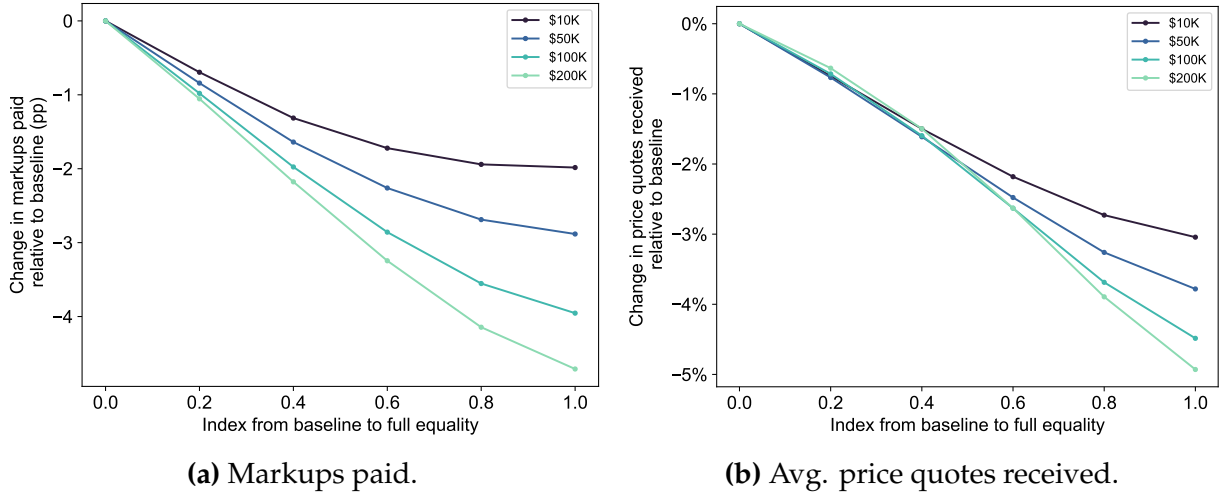 Change in markups paid
relative to baseline (pp)
0
−1
−2
−3
−4
0.0 0.2 0.4 0.6 0.8 1.0
Index from baseline to full equality
$10K
$50K
$100K
$200K
(a) Markups paid.
Change in price quotes received
relative to baseline
0%
−1%
−2%
−3%
−4%
−5%
0.0 0.2 0.4 0.6 0.8 1.0
Index from baseline to full equality
$10K
$50K
$100K
$200K
(b) Avg. price quotes received.